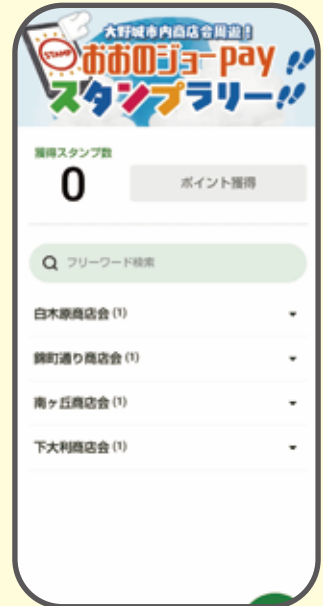 大野城市内商店会周遊！
STAMP
おおのジョーpay
スタンプラリー
獲得スタンプ数
0
ポイント獲得
フリーワード検索
白木原商店会 (1)
錦町通り商店会 (1)
南ヶ丘商店会 (1)
下大利商店会 (1)